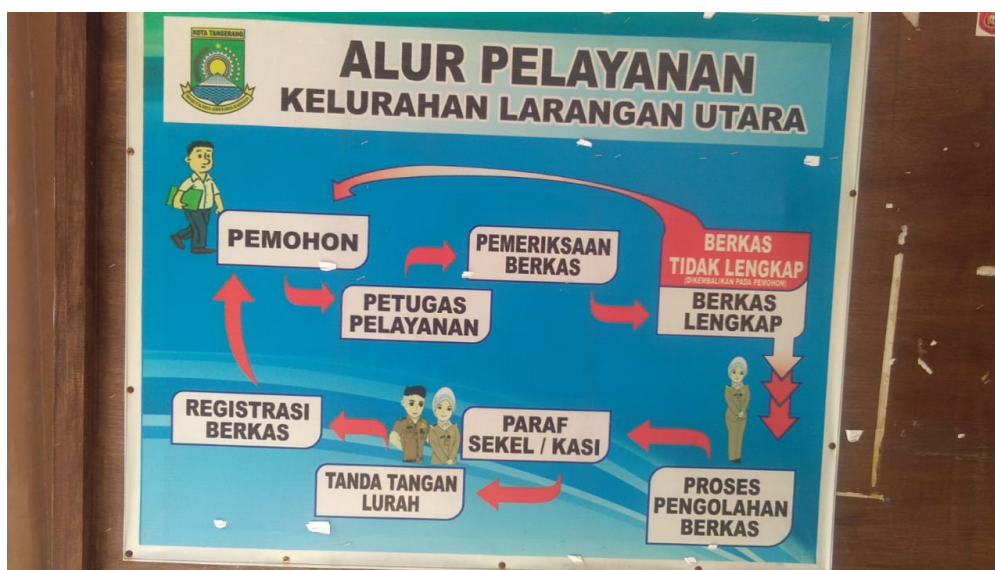 KOTA TANGERANG
ALUR PELAYANAN
KELURAHAN LARANGAN UTARA
PEMOHON
PETUGAS
PELAYANAN
PEMERIKSAAN
BERKAS
BERKAS
TIDAK LENGKAP
(DIKEMBALIKAN PADA PEMOHON)
BERKAS
LENGKAP
PROSES
PENGOLAHAN
BERKAS
PARAF
SEKEL / KASI
TANDA TANGAN
LURAH
REGISTRASI
BERKAS